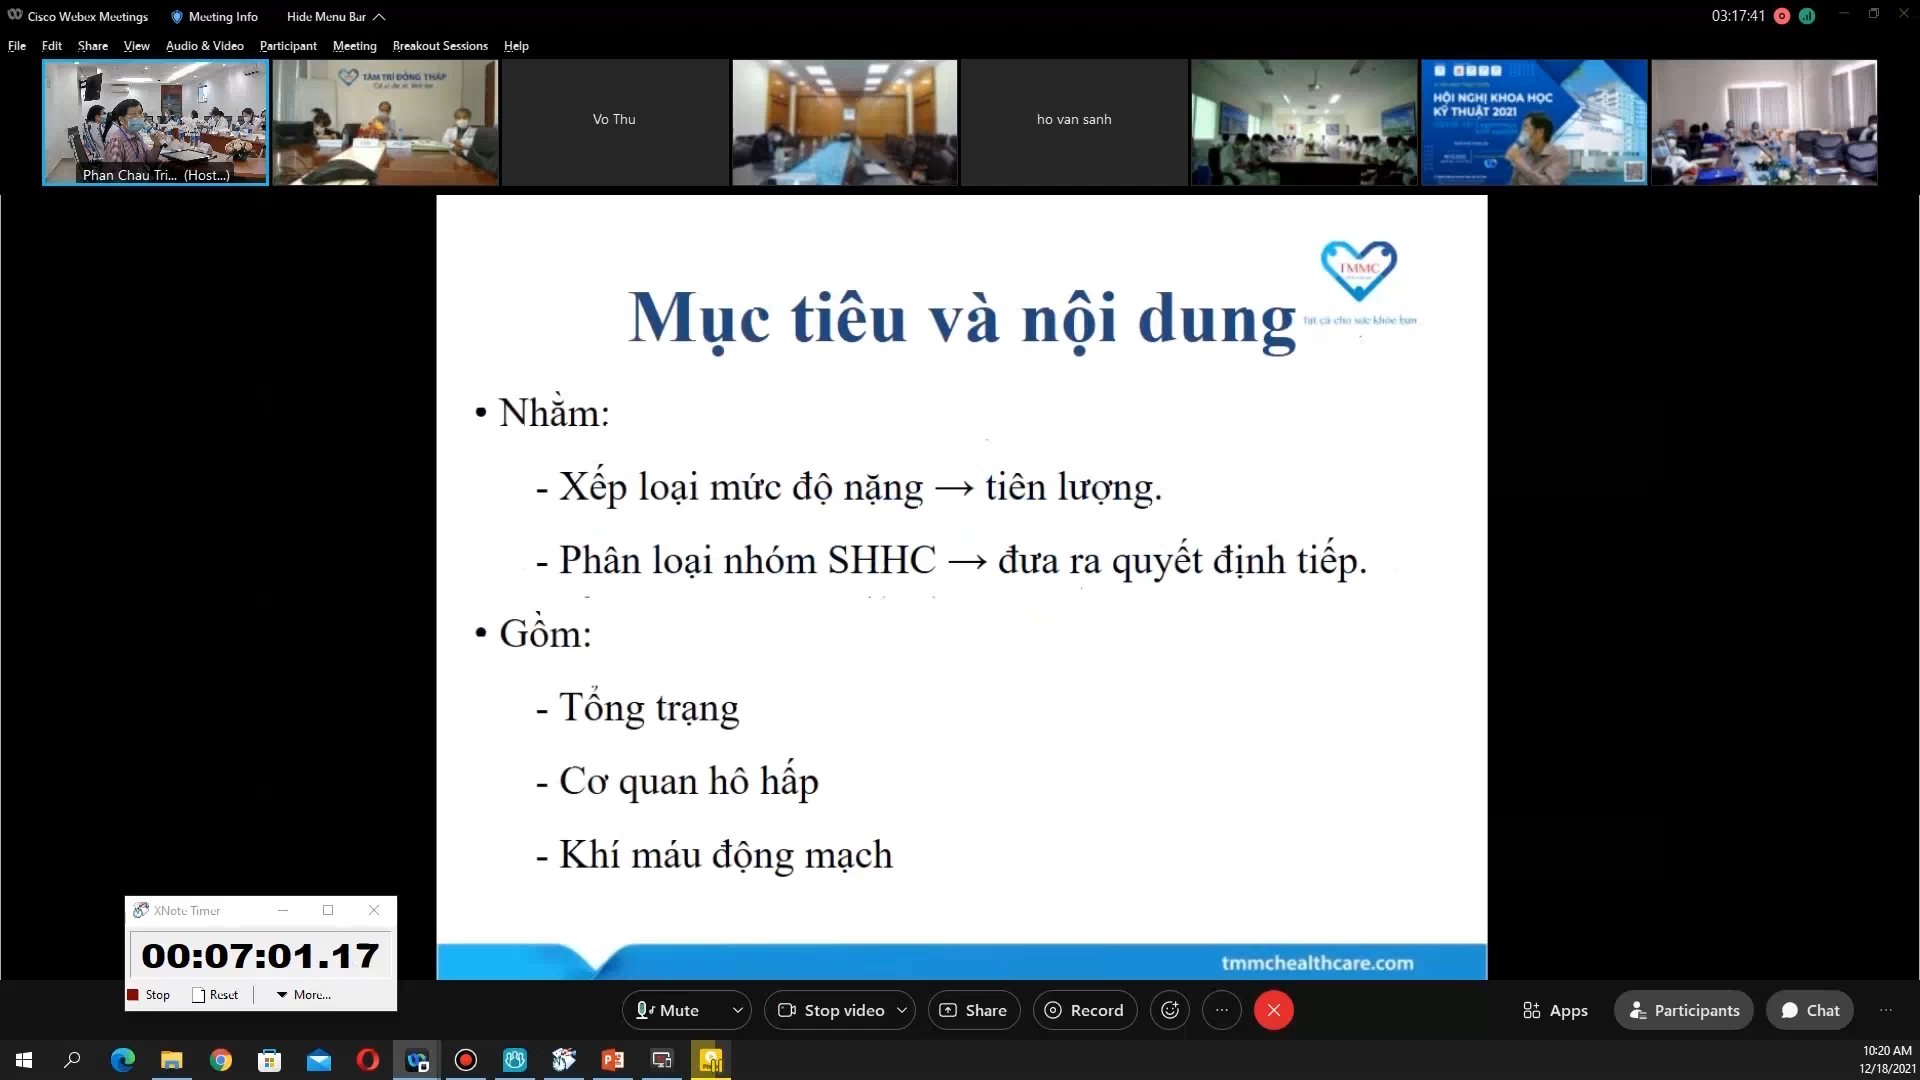 Cisco Webex Meetings
Meeting Info
Hide Menu Bar
03:17:41
File Edit Share View Audio & Video Participant Meeting Breakout Sessions Help
TÂM TRÍ ĐỒNG THÁP
Vo Thu
ho van sanh
HỘI NGHỊ KHOA HỌC
KỸ THUẬT 2021
Phan Chau Tri... (Host...)
TMMC
Tất cả cho sức khỏe bạn
Mục tiêu và nội dung
• Nhằm:
- Xếp loại mức độ nặng → tiên lượng.
- Phân loại nhóm SHHC → đưa ra quyết định tiếp.
• Gồm:
- Tổng trạng
- Cơ quan hô hấp
- Khí máu động mạch
tmmchealthcare.com
XNote Timer
00:07:01.17
Stop Reset More...
Mute Stop video Share Record Apps Participants Chat
10:20 AM
12/18/2021